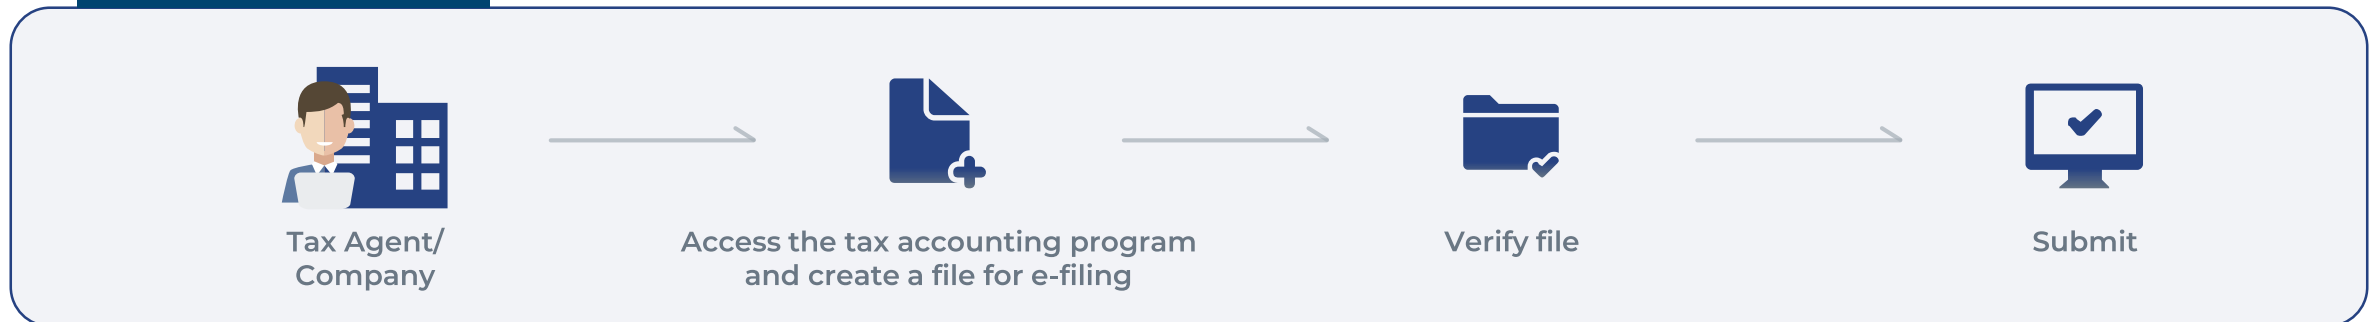 Tax Agent/
Company
Access the tax accounting program
and create a file for e-filing
Verify file
Submit